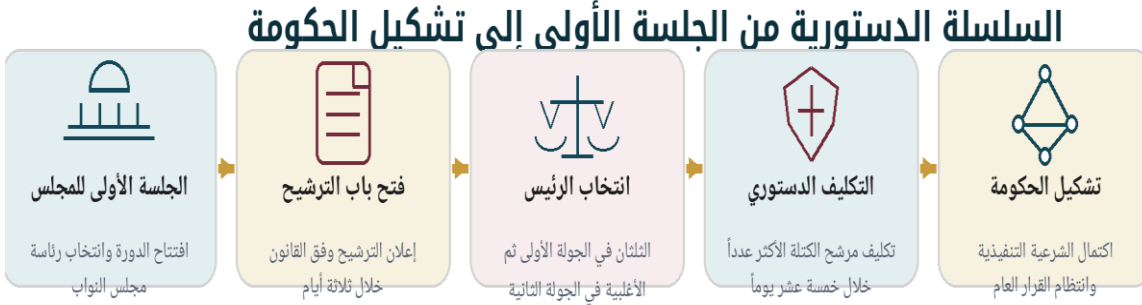 السلسلة الدستورية من الجلسة الأولى إلى تشكيل الحكومة
الجلسة الأولى للمجلس
افتتاح الدورة وانتخاب رئاسة
مجلس النواب
فتح باب الترشيح
إعلان الترشيح وفق القانون
خلال ثلاثة أيام
انتخاب الرئيس
الثلثان في الجولة الأولى ثم
الأغلبية في الجولة الثانية
التكليف الدستوري
تكليف مرشح الكتلة الأكثر عدداً
خلال خمسة عشر يوماً
تشكيل الحكومة
اكتمال الشرعية التنفيذية
وانتظام القرار العام